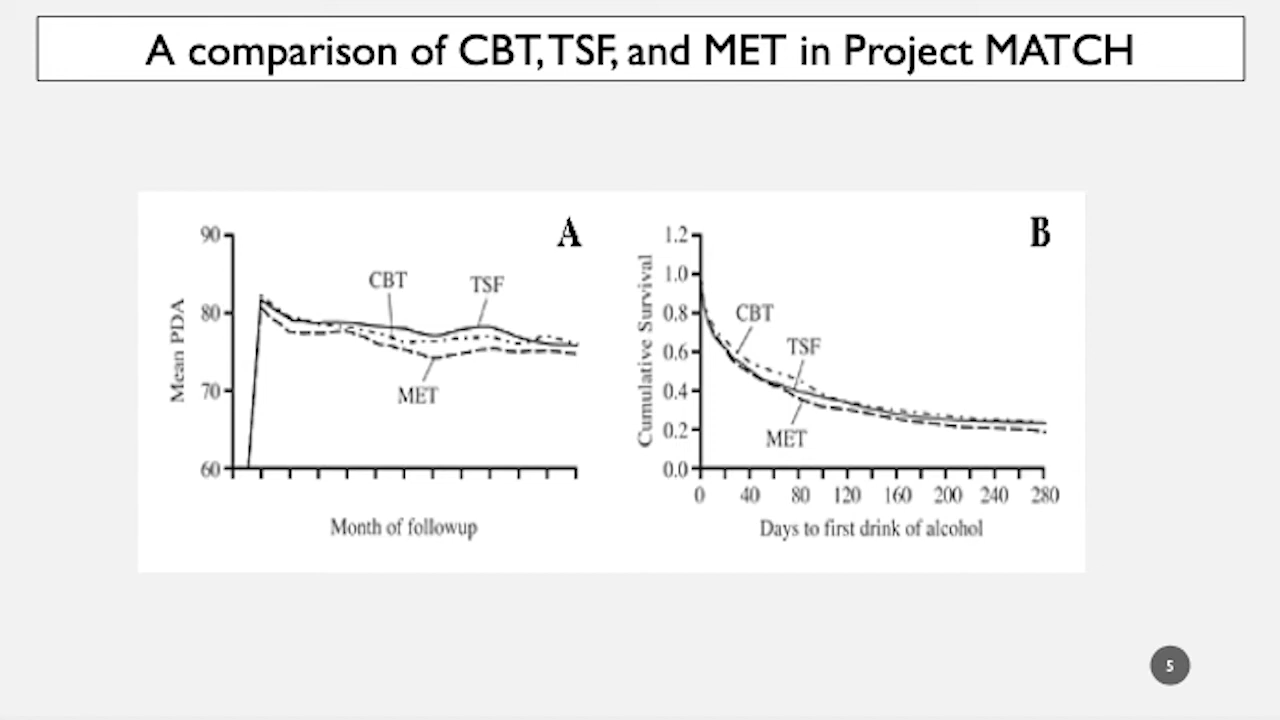 A comparison of CBT, TSF, and MET in Project MATCH
A
90
80
70
60
Mean PDA
CBT
TSF
MET
Month of followup
B
1.2
1.0
0.8
0.6
0.4
0.2
0.0
Cumulative Survival
CBT
TSF
MET
0 40 80 120 160 200 240 280
Days to first drink of alcohol
5